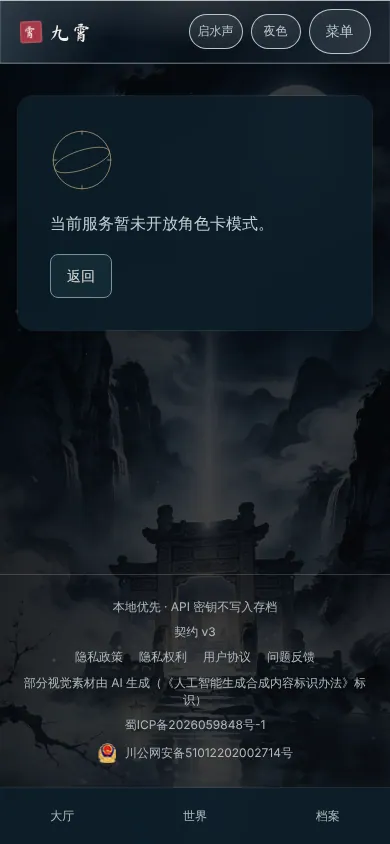 霄 九霄 启水声 夜色 菜单
当前服务暂未开放角色卡模式。
返回
本地优先 · API 密钥不写入存档
契约 v3
隐私政策 隐私权利 用户协议 问题反馈
部分视觉素材由 AI 生成（《人工智能生成合成内容标识办法》标
识）
蜀ICP备2026059848号-1
川公网安备51012202002714号
大厅 世界 档案